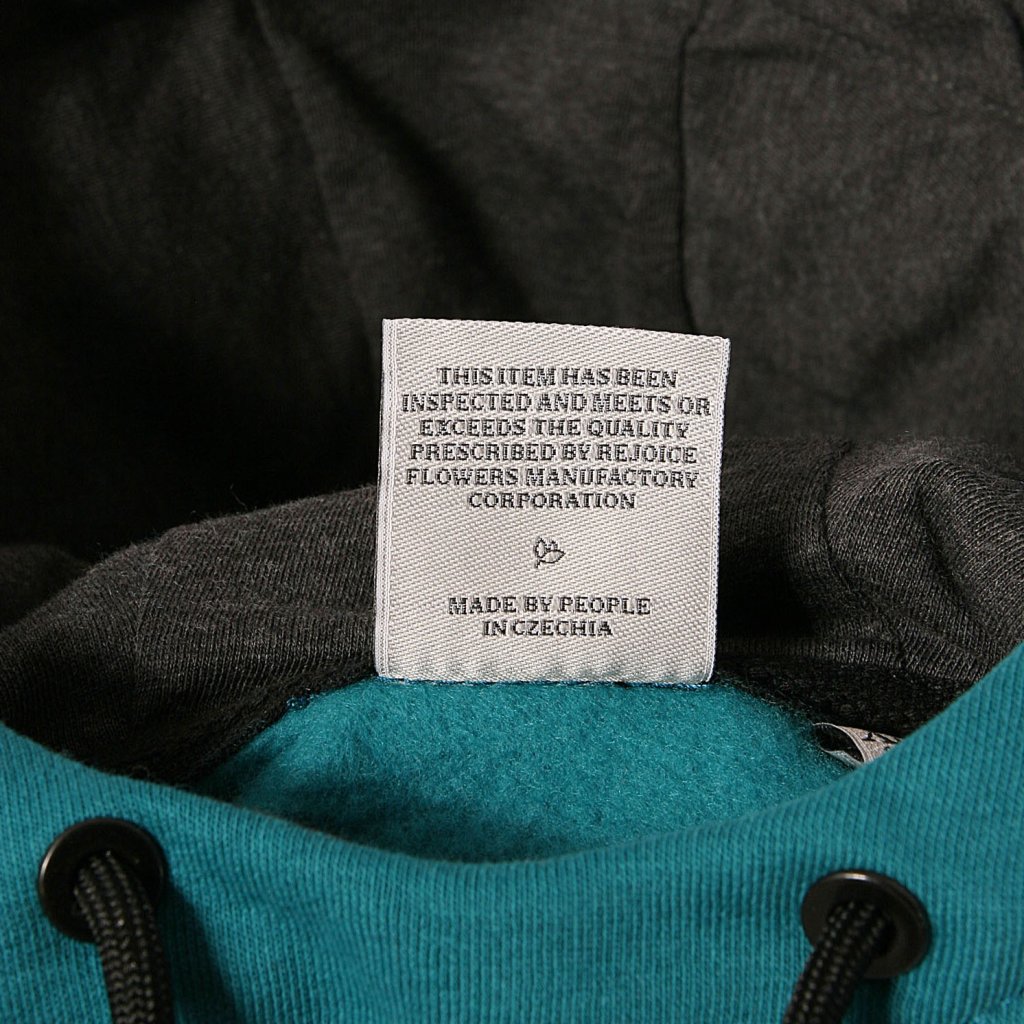 THIS ITEM HAS BEEN
INSPECTED AND MEETS OR
EXCEEDS THE QUALITY
PRESCRIBED BY REJOICE
FLOWERS MANUFACTORY
CORPORATION
MADE BY PEOPLE
IN CZECHIA